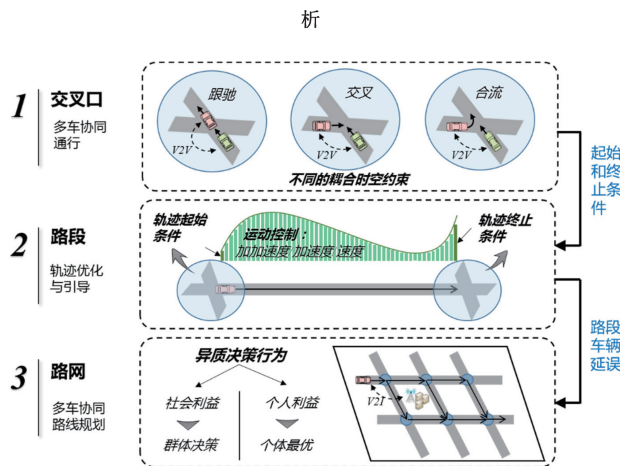 析
1
交叉口
多车协同
通行
跟驰
V2V
交叉
V2V
合流
V2V
不同的耦合时空约束
起始
和终
止条
件
2
路段
轨迹优化
与引导
轨迹起始
条件
运动控制：
加加速度 加速度 速度
轨迹终止
条件
路段
车辆
延误
3
路网
多车协同
路线规划
异质决策行为
社会利益
个人利益
群体决策
个体最优
V2I